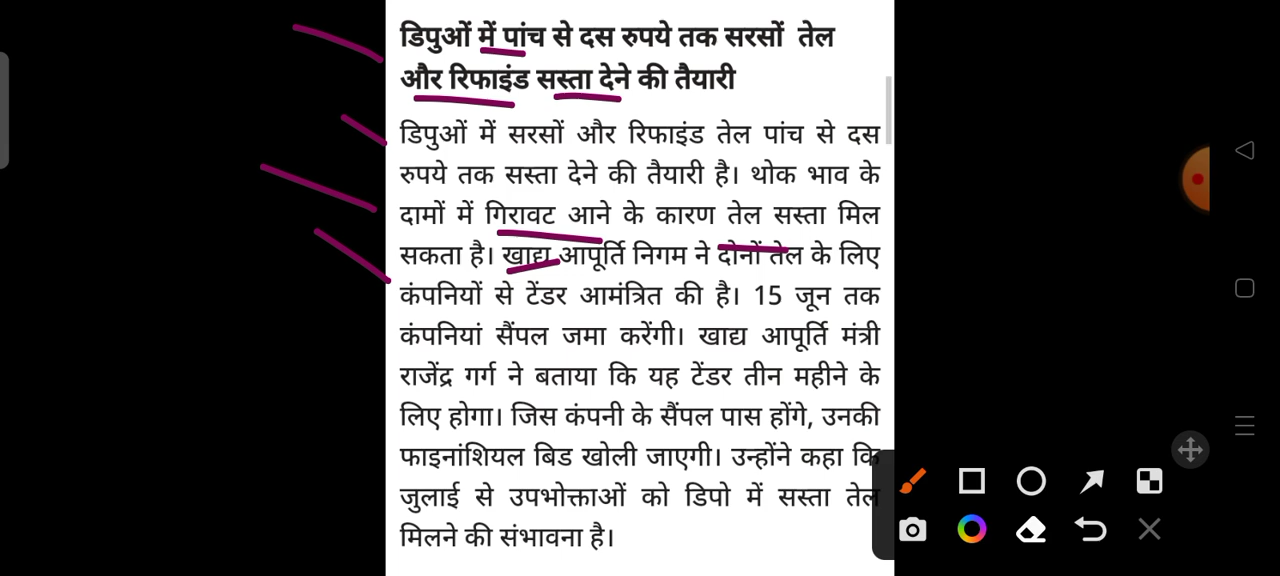 डिपुओं में पांच से दस रुपये तक सरसों तेल
और रिफाइंड सस्ता देने की तैयारी
डिपुओं में सरसों और रिफाइंड तेल पांच से दस
रुपये तक सस्ता देने की तैयारी है। थोक भाव के
दामों में गिरावट आने के कारण तेल सस्ता मिल
सकता है। खाद्य आपूर्ति निगम ने दोनों तेल के लिए
कंपनियों से टेंडर आमंत्रित की है। 15 जून तक
कंपनियां सैंपल जमा करेंगी। खाद्य आपूर्ति मंत्री
राजेंद्र गर्ग ने बताया कि यह टेंडर तीन महीने के
लिए होगा। जिस कंपनी के सैंपल पास होंगे, उनकी
फाइनांशियल बिड खोली जाएगी। उन्होंने कहा कि
जुलाई से उपभोक्ताओं को डिपो में सस्ता तेल
मिलने की संभावना है।